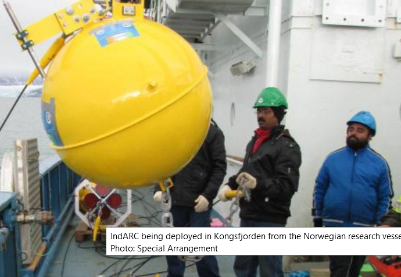 IndARC being deployed in Kongsfjorden from the Norwegian research vesse
Photo: Special Arrangement